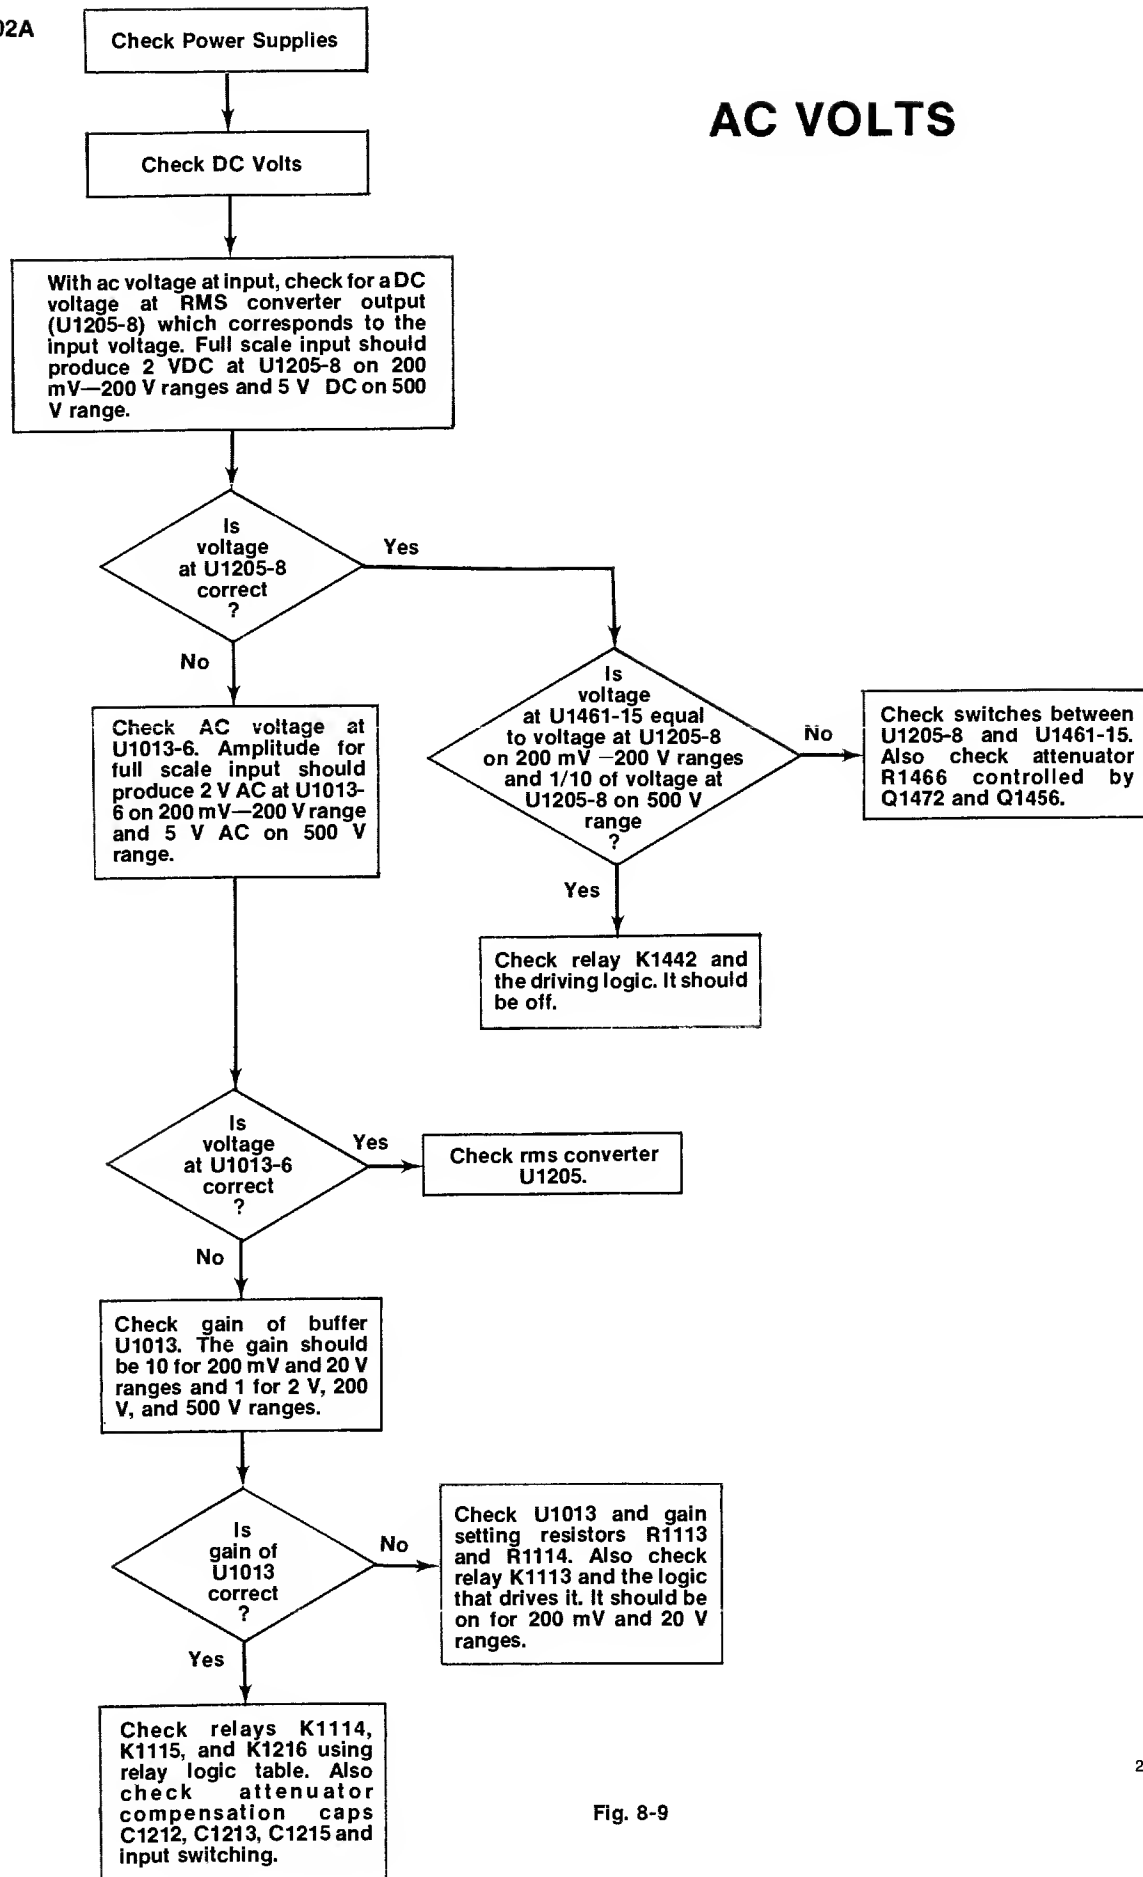 02A
Check Power Supplies
AC VOLTS
Check DC Volts
With ac voltage at input, check for a DC
voltage at RMS converter output
(U1205-8) which corresponds to the
input voltage. Full scale input should
produce 2 VDC at U1205-8 on 200
mV—200 V ranges and 5 V DC on 500
V range.
Is
voltage
at U1205-8
correct
?
Yes
No
Is
voltage
at U1461-15 equal
to voltage at U1205-8
on 200 mV —200 V ranges
and 1/10 of voltage at
U1205-8 on 500 V
range
?
No
Check switches between
U1205-8 and U1461-15.
Also check attenuator
R1466 controlled by
Q1472 and Q1456.
Yes
Check relay K1442 and
the driving logic. It should
be off.
Check AC voltage at
U1013-6. Amplitude for
full scale input should
produce 2 V AC at U1013-
6 on 200 mV—200 V range
and 5 V AC on 500 V
range.
Is
voltage
at U1013-6
correct
?
Yes
Check rms converter
U1205.
No
Check gain of buffer
U1013. The gain should
be 10 for 200 mV and 20 V
ranges and 1 for 2 V, 200
V, and 500 V ranges.
Is
gain of
U1013
correct
?
No
Check U1013 and gain
setting resistors R1113
and R1114. Also check
relay K1113 and the logic
that drives it. It should be
on for 200 mV and 20 V
ranges.
Yes
Check relays K1114,
K1115, and K1216 using
relay logic table. Also
check attenuator
compensation caps
C1212, C1213, C1215 and
input switching.
2
Fig. 8-9